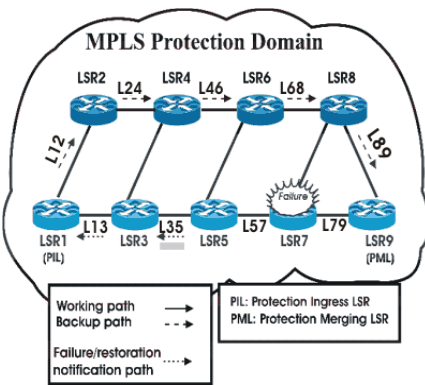 MPLS Protection Domain
LSR2 LSR4 LSR6 LSR8
L24 L46 L68
L12 L89
Failure
L13 L35 L57 L79
LSR1 LSR3 LSR5 LSR7 LSR9
(PIL) (PML)
Working path
Backup path
Failure/restoration
notification path
PIL: Protection Ingress LSR
PML: Protection Merging LSR